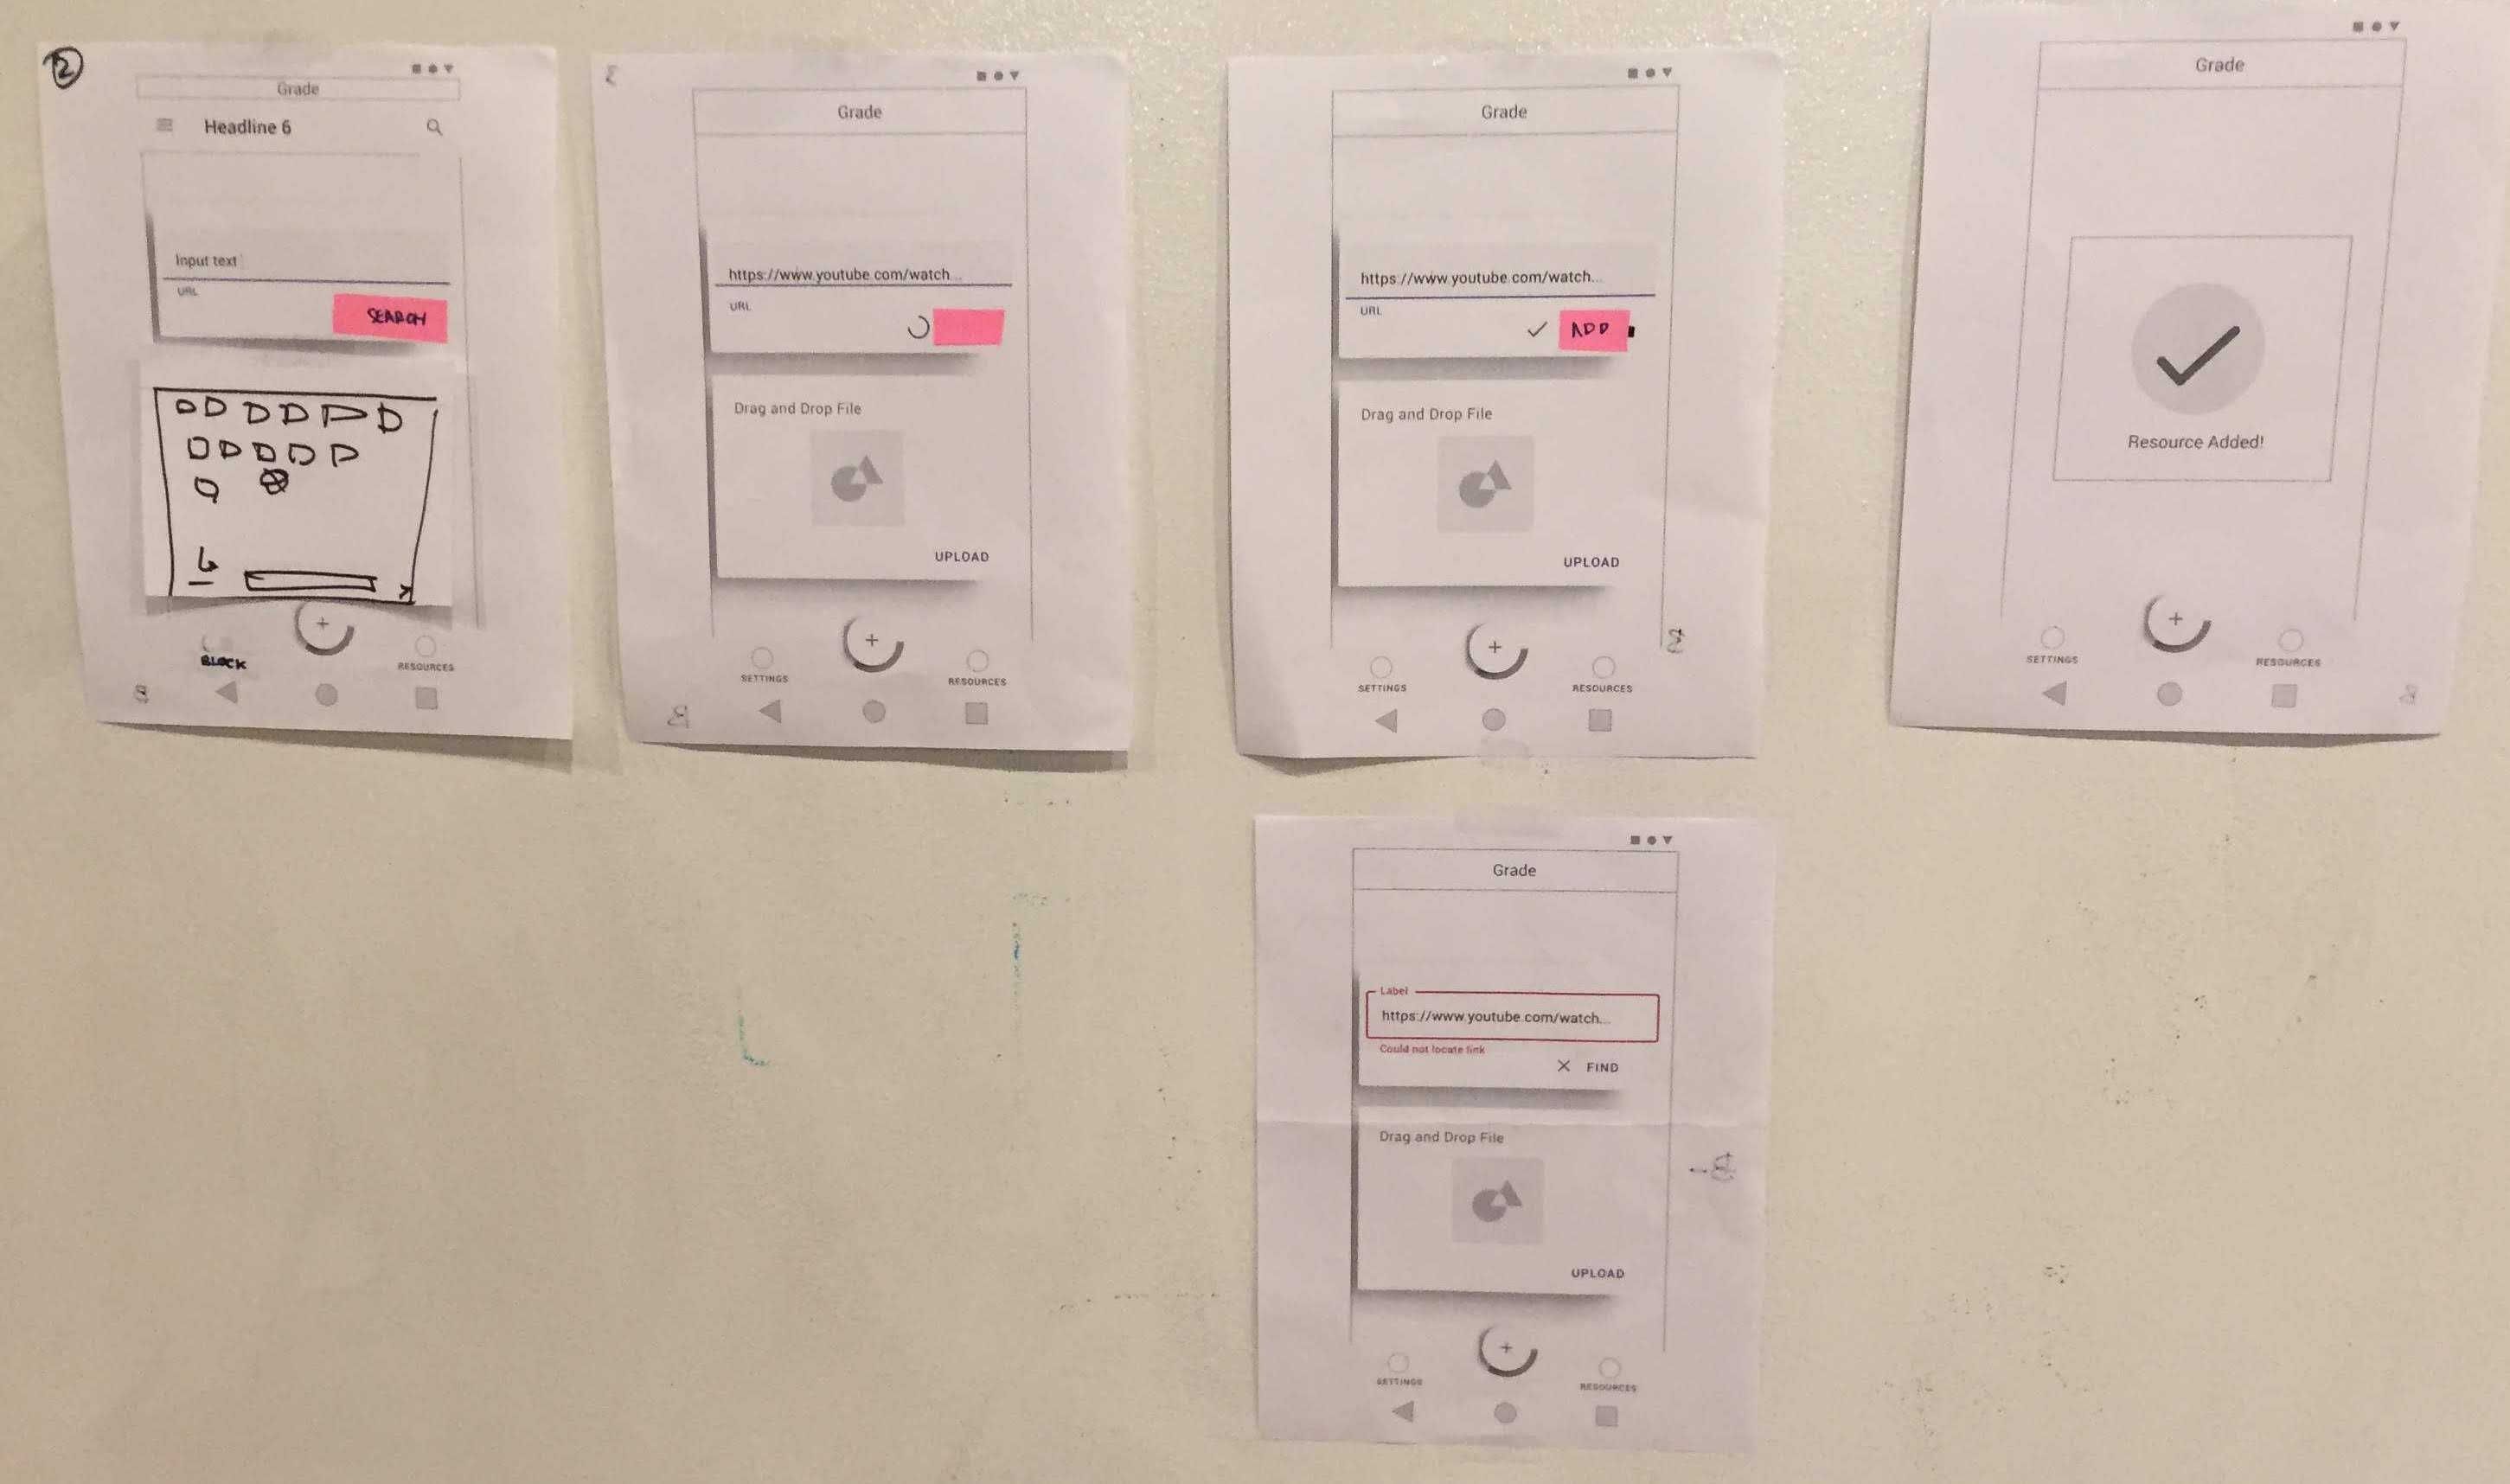 2
Grade
Headline 6
Input text
URL
SEARCH
BLOCK
RESOURCES
Grade
https://www.youtube.com/watch...
URL
Drag and Drop File
UPLOAD
SETTINGS
RESOURCES
Grade
https://www.youtube.com/watch...
URL
ADD
Drag and Drop File
UPLOAD
SETTINGS
RESOURCES
Grade
Resource Added!
SETTINGS
RESOURCES
Grade
Label
https://www.youtube.com/watch...
Could not locate link
FIND
Drag and Drop File
UPLOAD
SETTINGS
RESOURCES